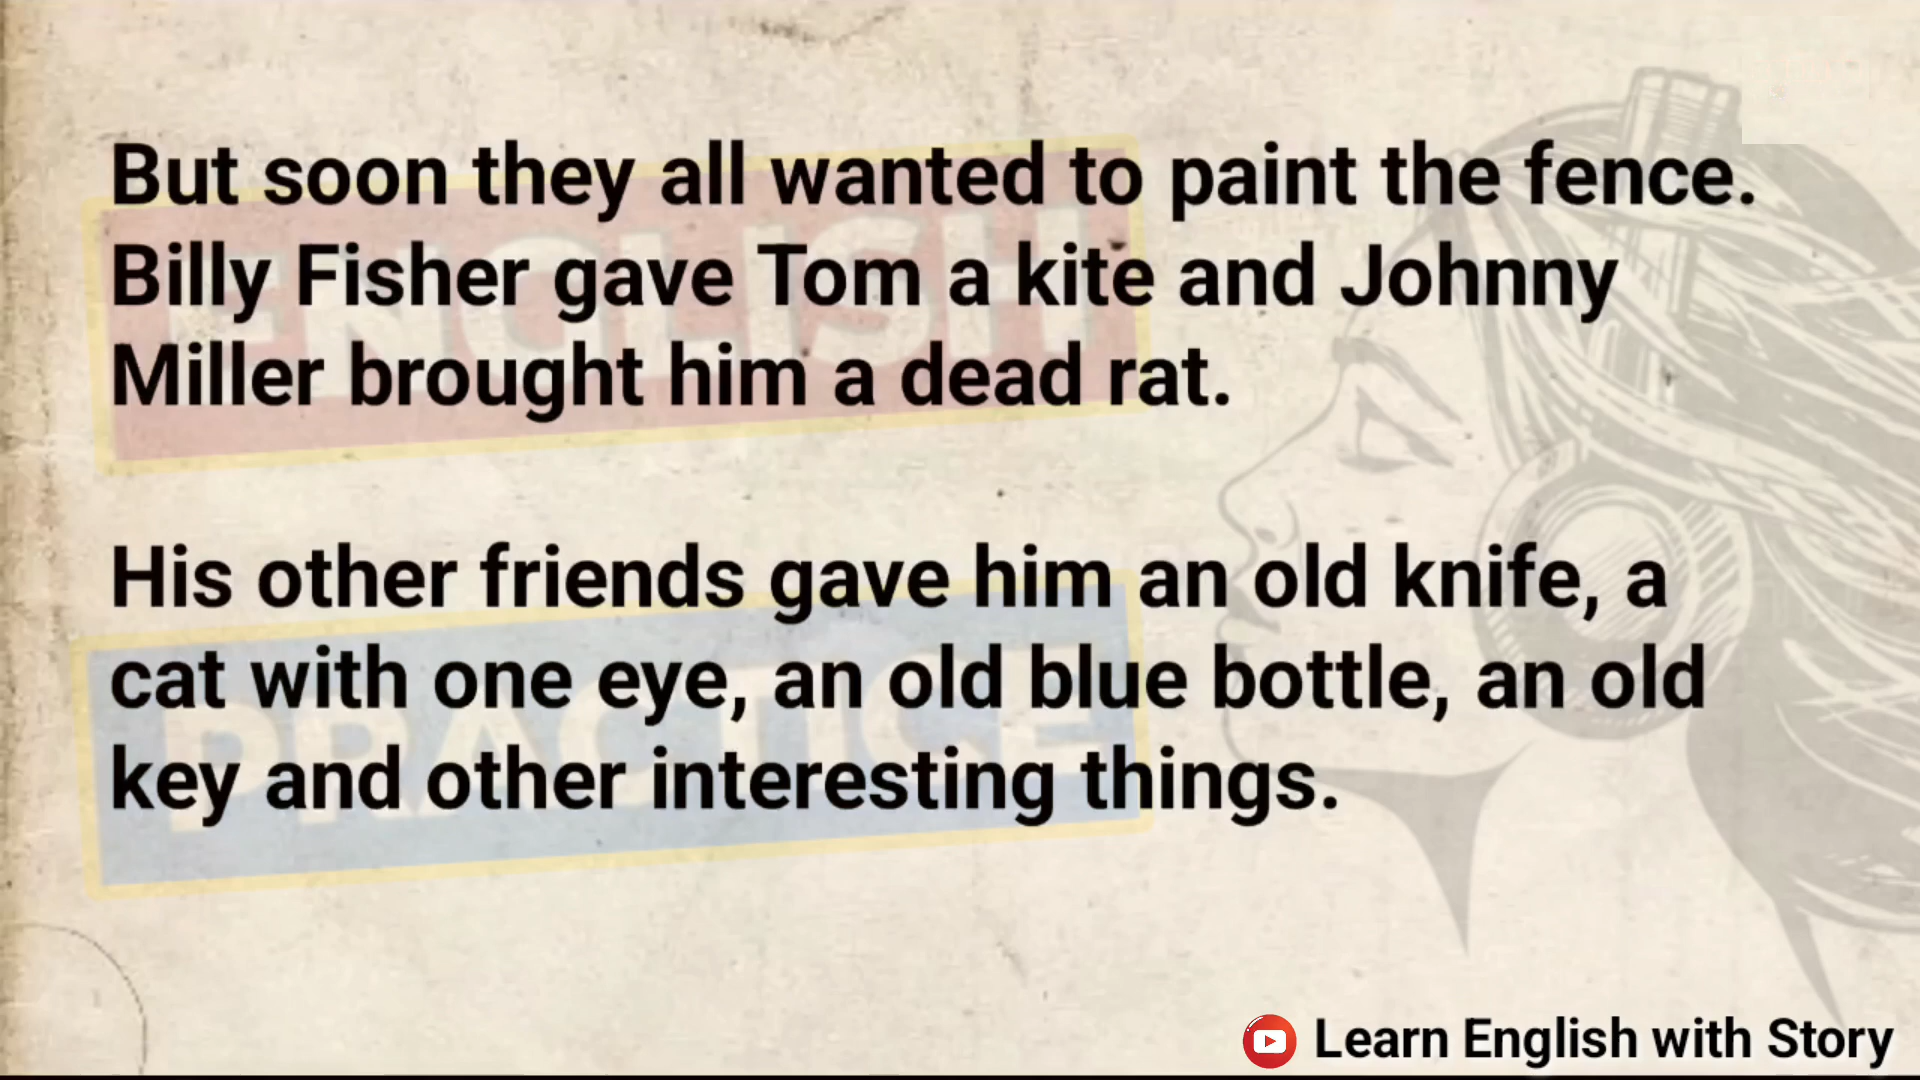 But soon they all wanted to paint the fence.
Billy Fisher gave Tom a kite and Johnny
Miller brought him a dead rat.
His other friends gave him an old knife, a
cat with one eye, an old blue bottle, an old
key and other interesting things.
ENGLISH
PRACTICE
Learn English with Story